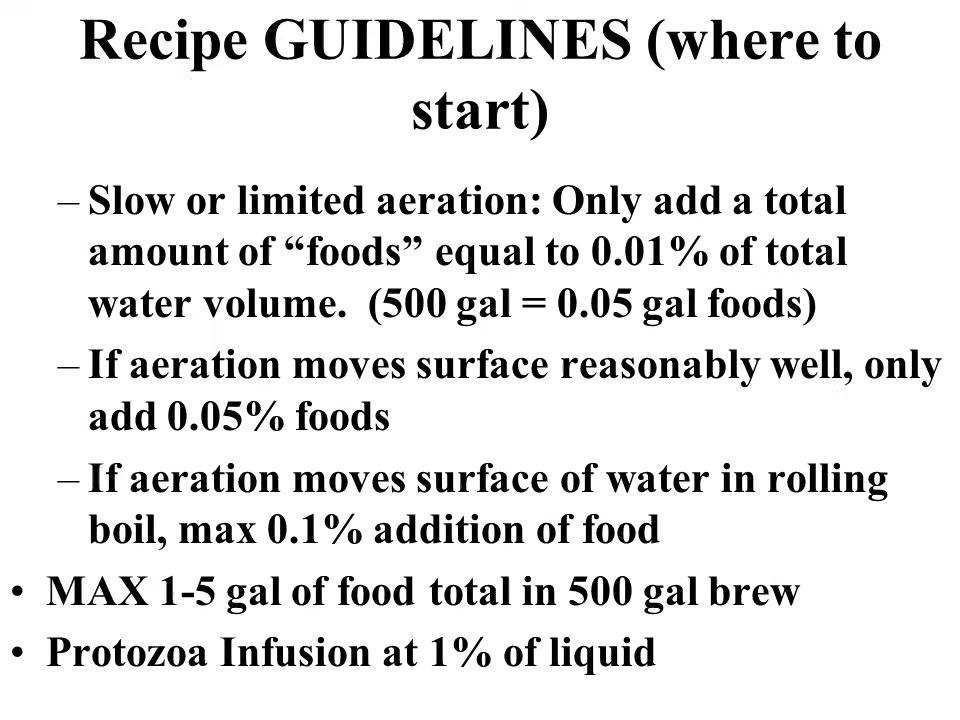 Recipe GUIDELINES (where to
start)
– Slow or limited aeration: Only add a total
amount of “foods” equal to 0.01% of total
water volume.  (500 gal = 0.05 gal foods)
– If aeration moves surface reasonably well, only
add 0.05% foods
– If aeration moves surface of water in rolling
boil, max 0.1% addition of food
• MAX 1-5 gal of food total in 500 gal brew
• Protozoa Infusion at 1% of liquid